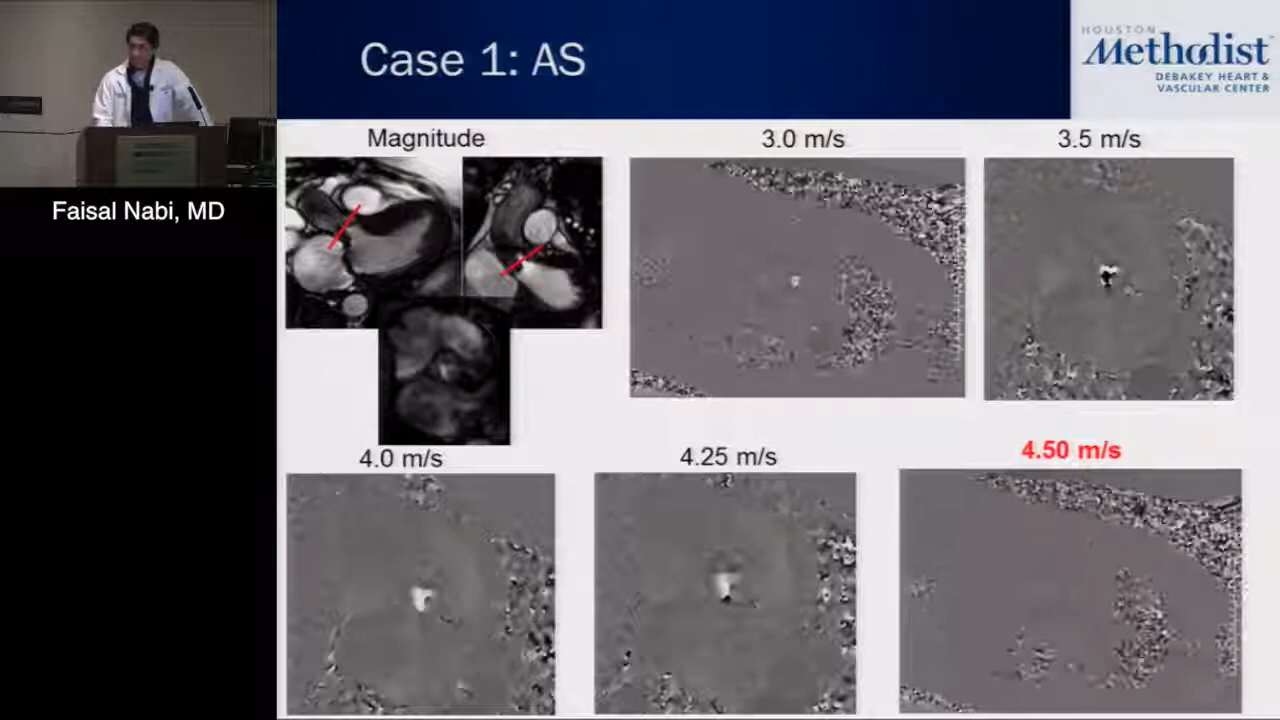 Case 1: AS
HOUSTON
Methodist
DEBAKEY HEART &
VASCULAR CENTER
Faisal Nabi, MD
Magnitude
3.0 m/s
3.5 m/s
4.0 m/s
4.25 m/s
4.50 m/s